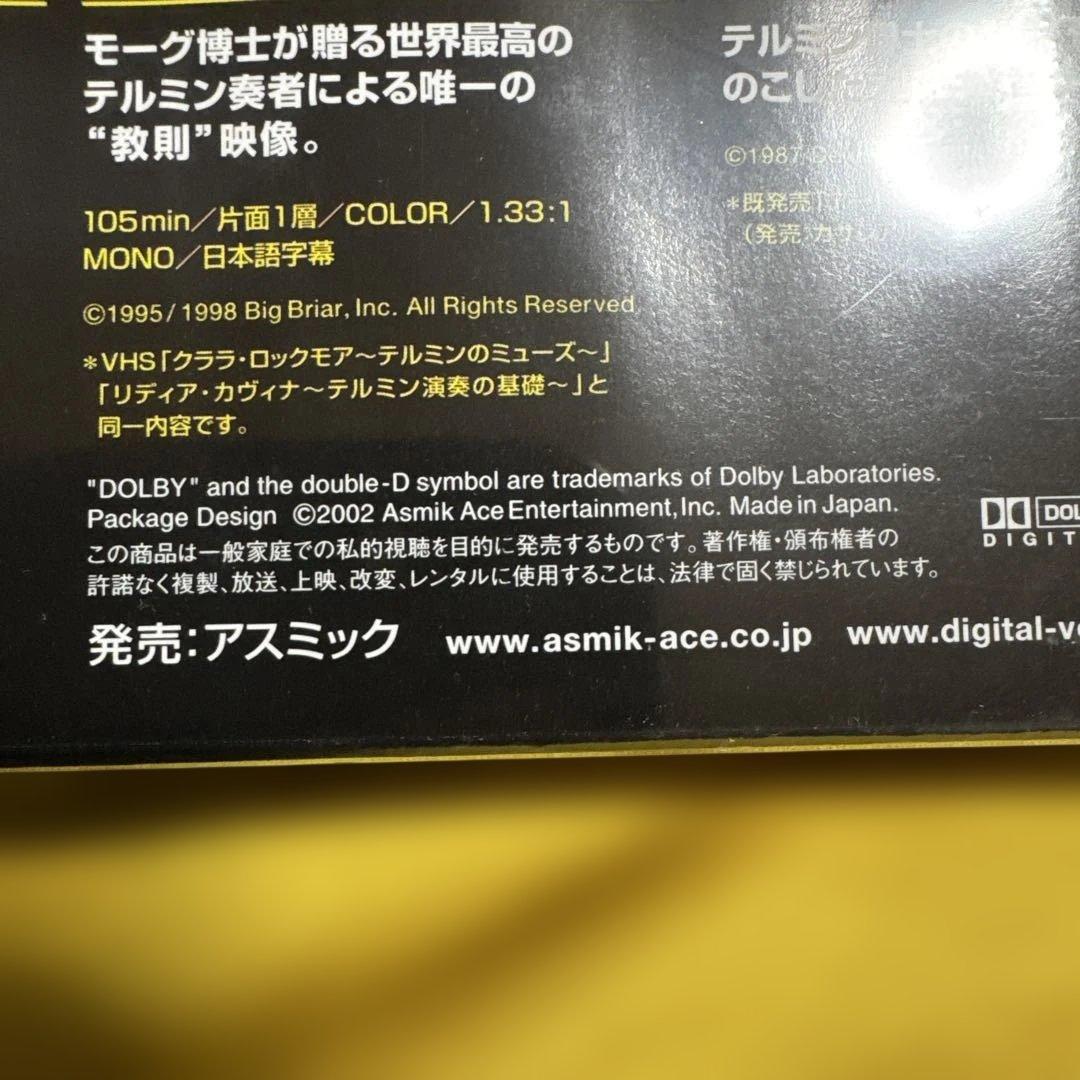 モーグ博士が贈る世界最高の
テルミン奏者による唯一の
“教則”映像。
105min／片面1層／COLOR／1.33:1
MONO／日本語字幕
©1995/1998 Big Briar, Inc. All Rights Reserved
*VHS「クララ・ロックモア～テルミンのミューズ～」
「リディア・カヴィナ～テルミン演奏の基礎～」と
同一内容です。
テルミン
のこし
©1987
*既発売
（発売:カ
"DOLBY" and the double-D symbol are trademarks of Dolby Laboratories.
Package Design ©2002 Asmik Ace Entertainment, Inc. Made in Japan.
この商品は一般家庭での私的視聴を目的に発売するものです。著作権・頒布権者の
許諾なく複製、放送、上映、改変、レンタルに使用することは、法律で固く禁じられています。
DOL
DIGIT
発売:アスミック www.asmik-ace.co.jp www.digital-v